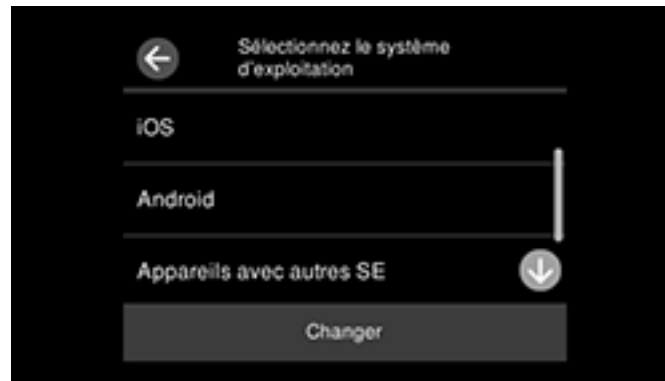 Sélectionnez le système
d'exploitation
iOS
Android
Appareils avec autres SE
Changer